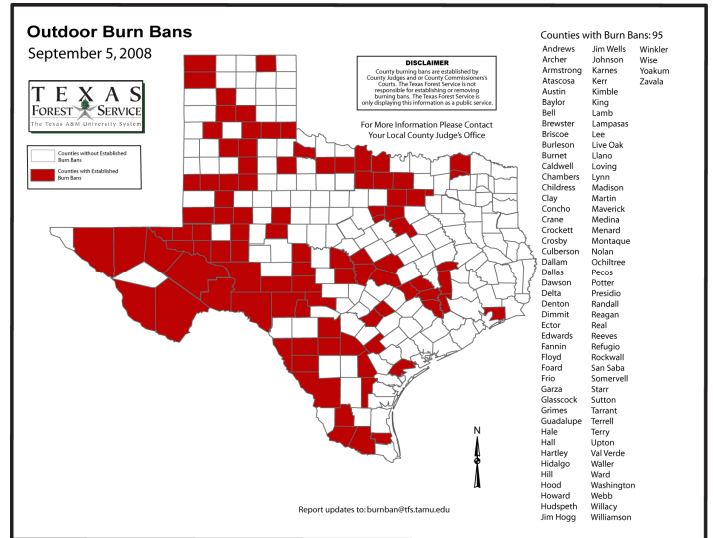 Outdoor Burn Bans
September 5, 2008
TEXAS
FOREST SERVICE
The Texas A&M University System
Counties without Established
Burn Bans
Counties with Established
Burn Bans
DISCLAIMER
County burning bans are established by
County Judges and or County Commissioner's
Courts. The Texas Forest Service is not
responsible for establishing or removing
burning bans. The Texas Forest Service is
only displaying this information as a public service.
For More Information Please Contact
Your Local County Judge's Office
N
Report updates to: burnban@tfs.tamu.edu
Counties with Burn Bans: 95
Andrews
Archer
Armstrong
Atascosa
Austin
Baylor
Bell
Brewster
Briscoe
Burleson
Burnet
Caldwell
Chambers
Childress
Clay
Concho
Crane
Crockett
Crosby
Culberson
Dallam
Dallas
Dawson
Delta
Denton
Dimmit
Ector
Edwards
Fannin
Floyd
Foard
Frio
Garza
Glasscock
Grimes
Guadalupe
Hale
Hall
Hartley
Hidalgo
Hill
Hood
Howard
Hudspeth
Jim Hogg
Jim Wells
Johnson
Karnes
Kerr
Kimble
King
Lamb
Lampasas
Lee
Live Oak
Llano
Loving
Lynn
Madison
Martin
Maverick
Medina
Menard
Montaque
Nolan
Ochiltree
Pecos
Potter
Presidio
Randall
Reagan
Real
Reeves
Refugio
Rockwall
San Saba
Somervell
Starr
Sutton
Tarrant
Terrell
Terry
Upton
Val Verde
Waller
Ward
Washington
Webb
Willacy
Williamson
Winkler
Wise
Yoakum
Zavala